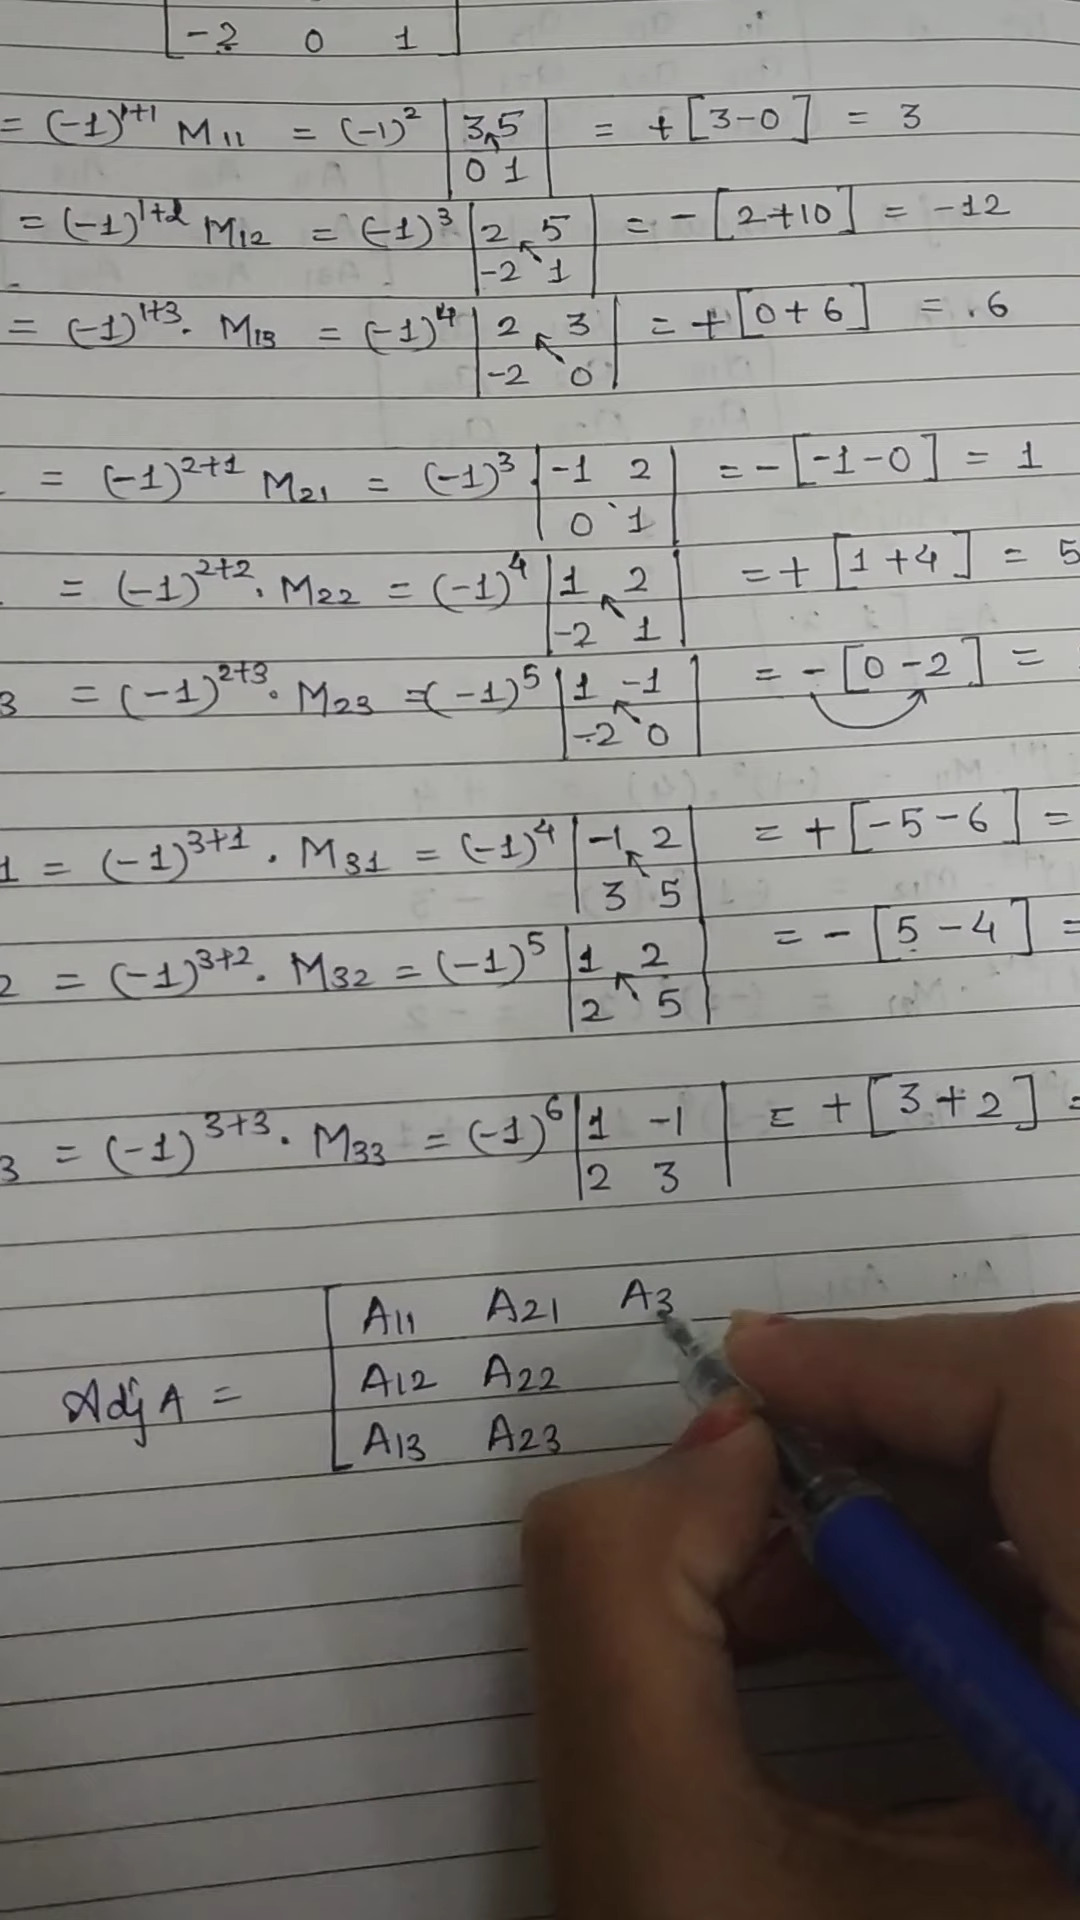 -2 0 1
= (-1)^1+1 M11 = (-1)^2 | 3 5 | = + [3-0] = 3
0 1
= (-1)^1+2 M12 = (-1)^3 | 2 5 | = - [2+10] = -12
-2 1
= (-1)^1+3 . M13 = (-1)^4 | 2 3 | = + [0+6] = .6
-2 0
= (-1)^2+1 M21 = (-1)^3 | -1 2 | = - [-1-0] = 1
0 1
= (-1)^2+2 . M22 = (-1)^4 | 1 2 | = + [1+4] = 5
-2 1
3 = (-1)^2+3 . M23 = (-1)^5 | 1 -1 | = - [0-2] =
-2 0
1 = (-1)^3+1 . M31 = (-1)^4 | -1 2 | = + [-5-6] =
3 5
2 = (-1)^3+2 . M32 = (-1)^5 | 1 2 | = - [5-4] =
2 5
3 = (-1)^3+3 . M33 = (-1)^6 | 1 -1 | = + [3+2] =
2 3
A11 A21 A3
Adj A = A12 A22
A13 A23